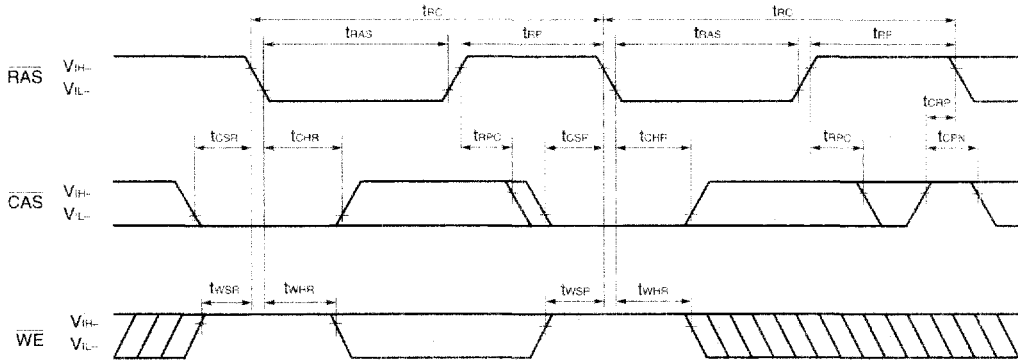 tRC tRC
tRAS tRP tRAS tRP
RAS VIH–
VIL–
tCRP
tCSR tCHR tRPC tCSR tCHR tRPC tCPN
CAS VIH–
VIL–
tWSR tWHR tWSR tWHR
WE VIH–
VIL–